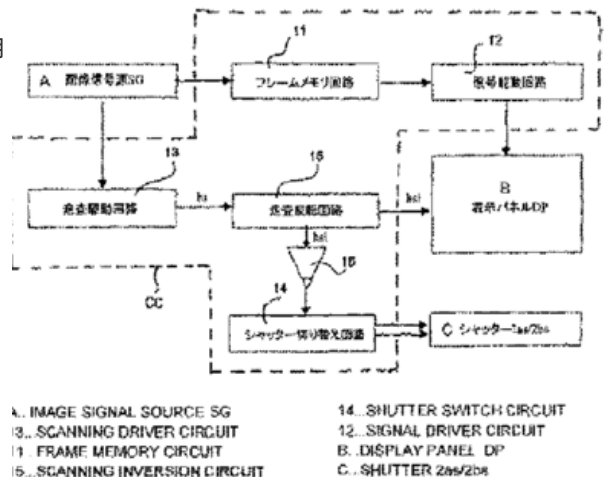 11
12
A 画像信号源SG
フレームメモリ回路
信号駆動回路
13
15
B
表示パネルDP
走査駆動回路
hs
走査反転回路
hsi
hsi
16
14
CC
シャッター切り替え回路
C シャッター2as/2bs
A.. IMAGE SIGNAL SOURCE SG
13...SCANNING DRIVER CIRCUIT
11...FRAME MEMORY CIRCUIT
15...SCANNING INVERSION CIRCUIT
14...SHUTTER SWITCH CIRCUIT
12...SIGNAL DRIVER CIRCUIT
B...DISPLAY PANEL DP
C...SHUTTER 2as/2bs